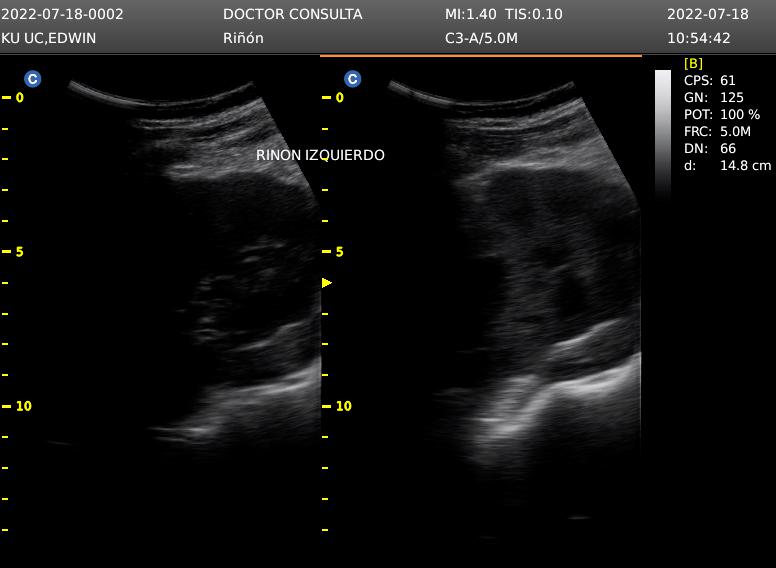 2022-07-18-0002 DOCTOR CONSULTA MI:1.40 TIS:0.10 2022-07-18
KU UC,EDWIN Riñón C3-A/5.0M 10:54:42
[B]
CPS: 61
GN: 125
POT: 100 %
FRC: 5.0M
DN: 66
d: 14.8 cm
C
C
0
0
RINON IZQUIERDO
5
5
10
10